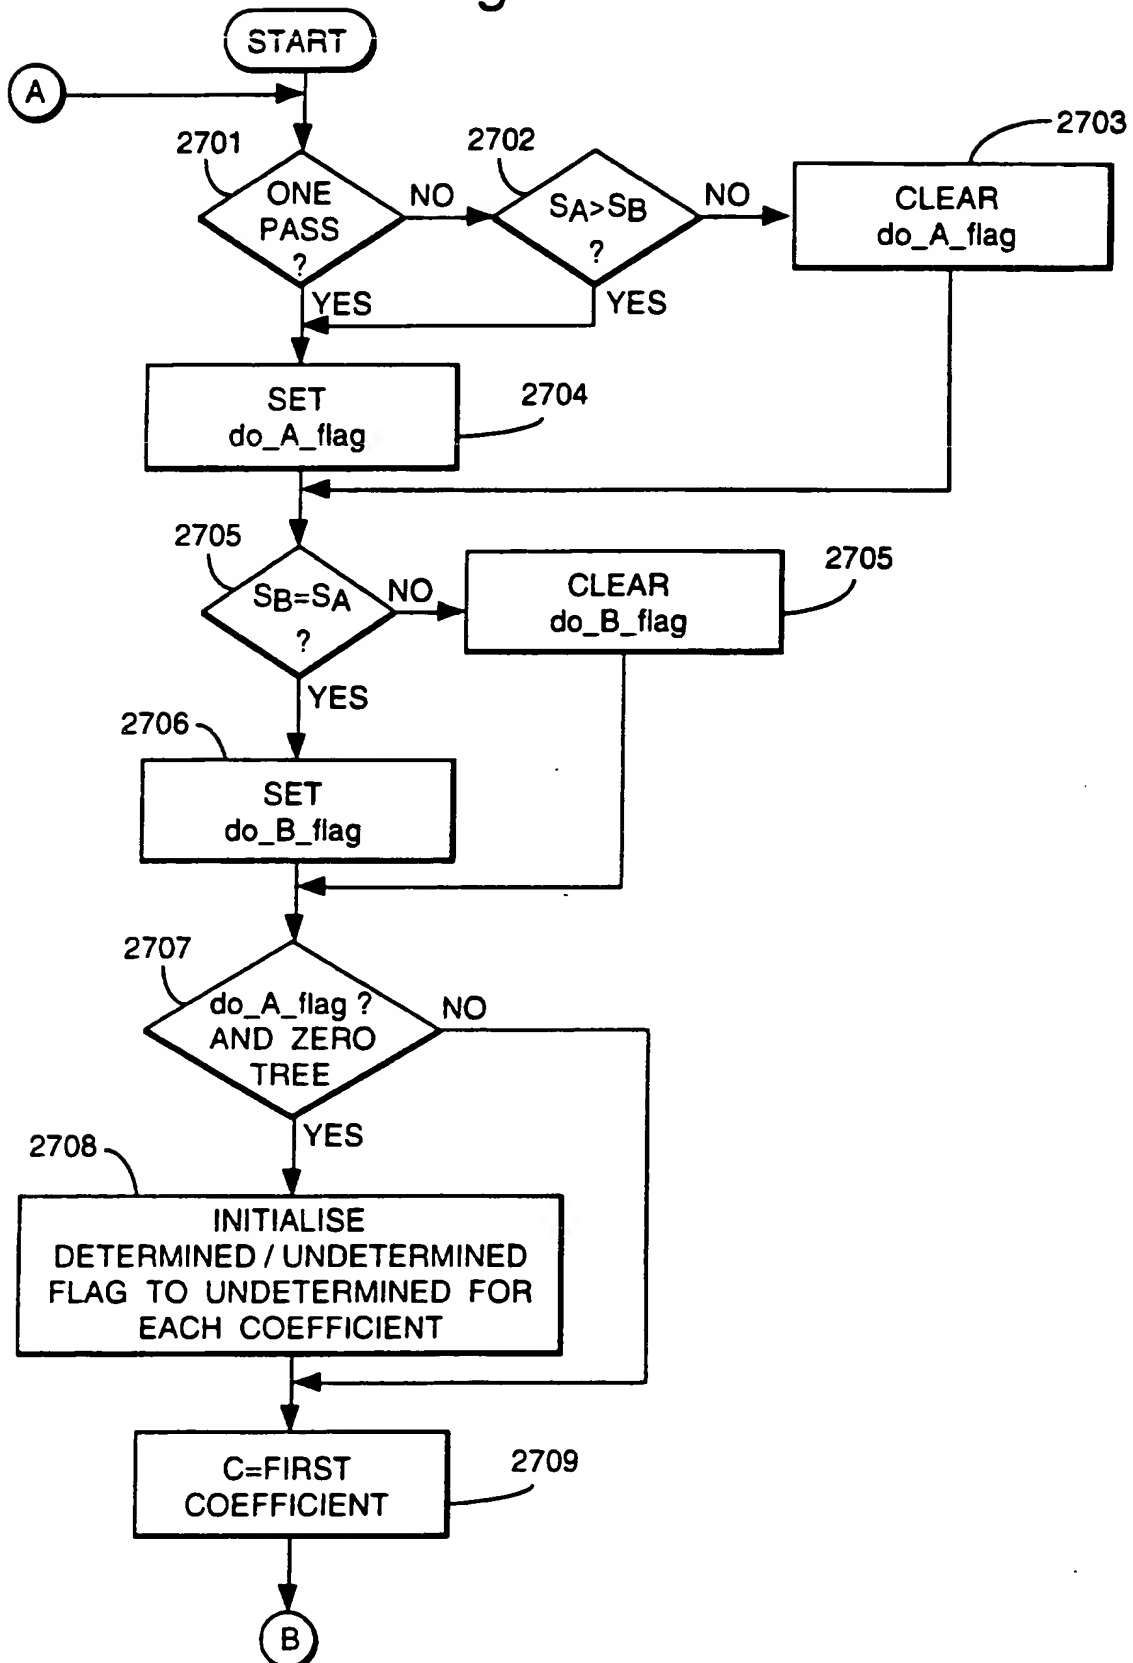 START
A
2701
ONE
PASS
?
NO
YES
2702
SA>SB
?
NO
YES
2703
CLEAR
do_A_flag
SET
do_A_flag
2704
2705
SB=SA
?
NO
YES
CLEAR
do_B_flag
2705
2706
SET
do_B_flag
2707
do_A_flag ?
AND ZERO
TREE
NO
YES
2708
INITIALISE
DETERMINED / UNDETERMINED
FLAG TO UNDETERMINED FOR
EACH COEFFICIENT
C=FIRST
COEFFICIENT
2709
B